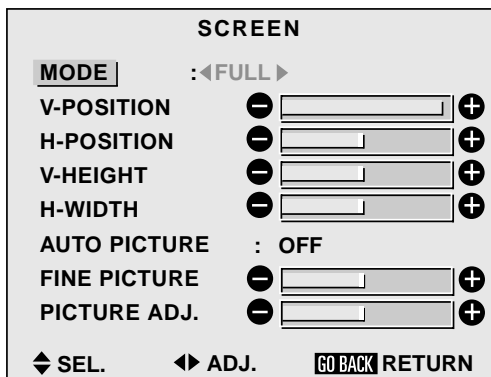 SCREEN
MODE : FULL
V-POSITION
H-POSITION
V-HEIGHT
H-WIDTH
AUTO PICTURE : OFF
FINE PICTURE
PICTURE ADJ.
SEL. ADJ. GO BACK RETURN